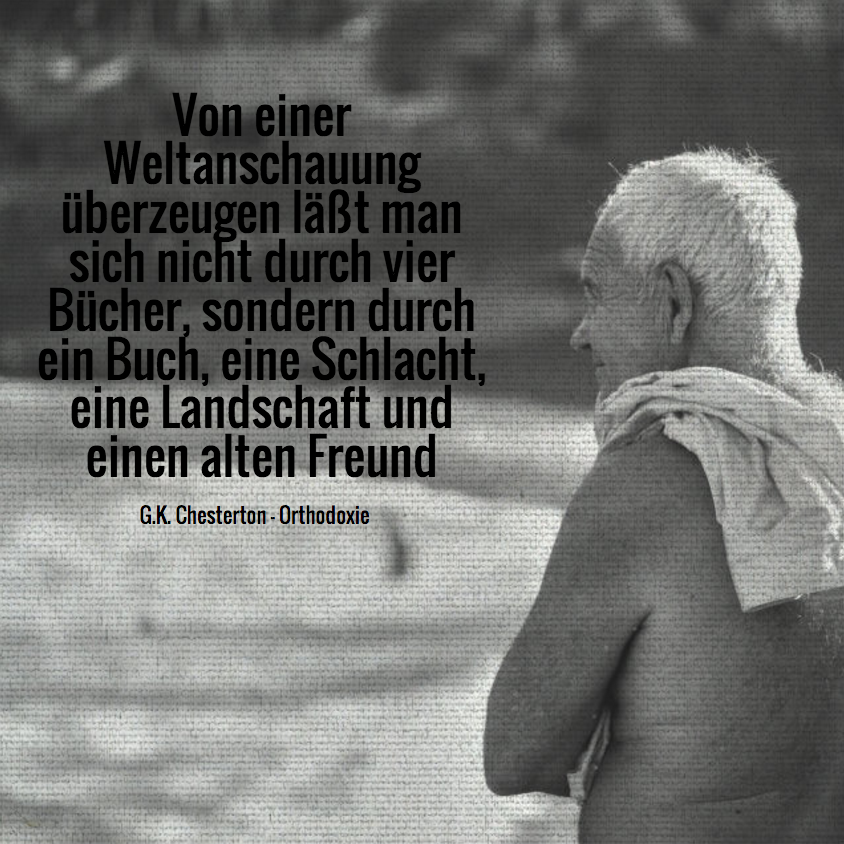 Von einer
Weltanschauung
überzeugen läßt man
sich nicht durch vier
Bücher, sondern durch
ein Buch, eine Schlacht,
eine Landschaft und
einen alten Freund
G.K. Chesterton - Orthodoxie